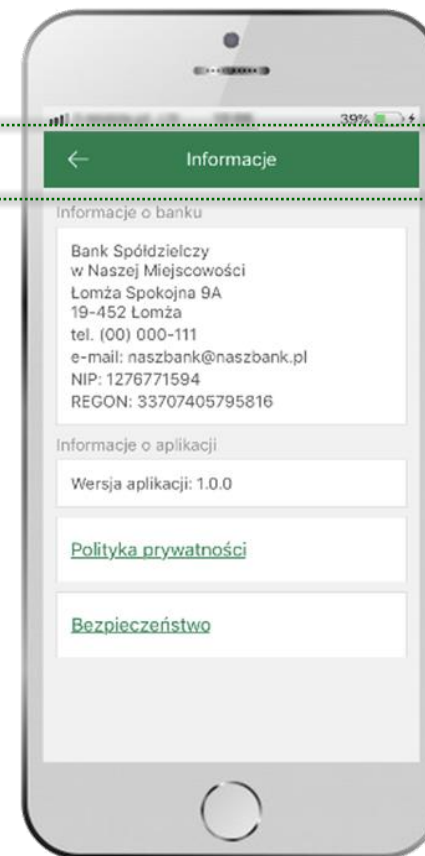 39%
Informacje
Informacje o banku
Bank Spółdzielczy
w Naszej Miejscowości
Łomża Spokojna 9A
19-452 Łomża
tel. (00) 000-111
e-mail: naszbank@naszbank.pl
NIP: 1276771594
REGON: 33707405795816
Informacje o aplikacji
Wersja aplikacji: 1.0.0
Polityka prywatności
Bezpieczeństwo